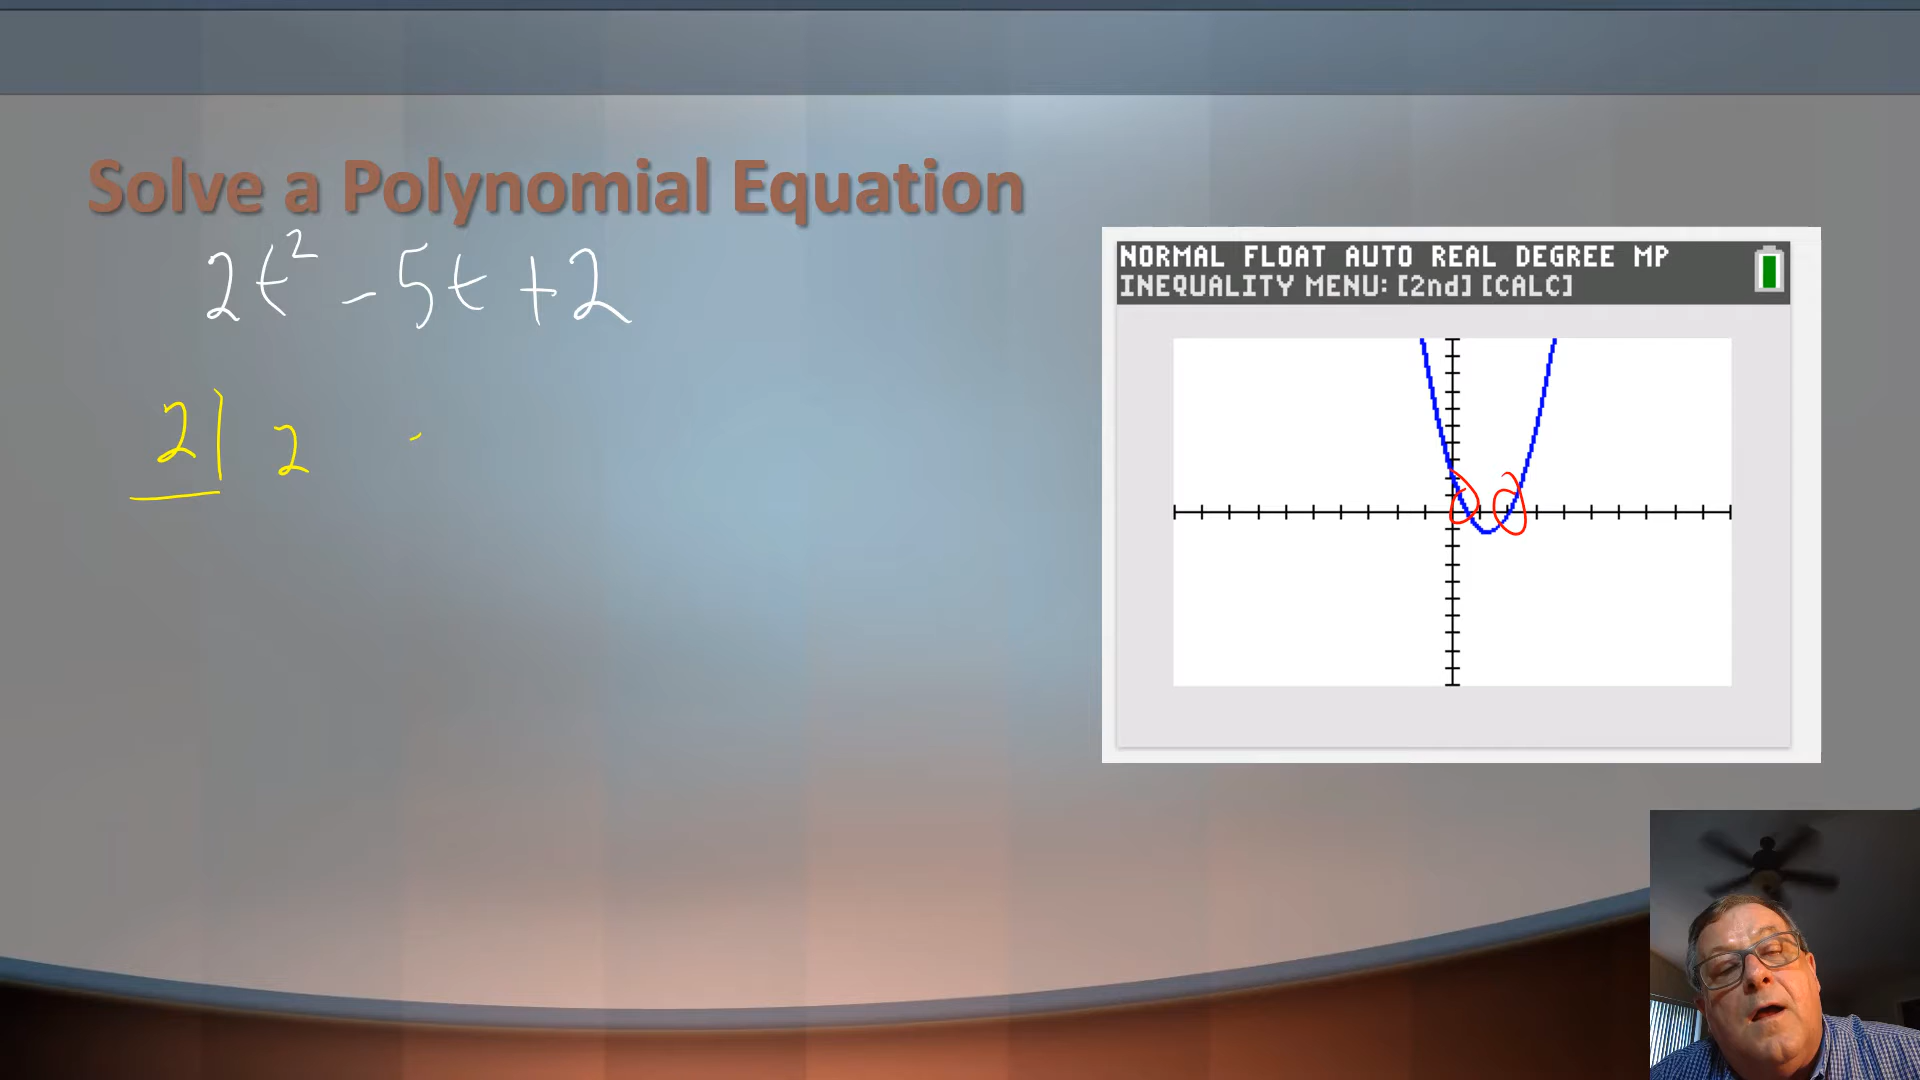 Solve a Polynomial Equation
2t² - 5t + 2
NORMAL FLOAT AUTO REAL DEGREE MP
INEQUALITY MENU: [2nd] [CALC]
2| 2 -